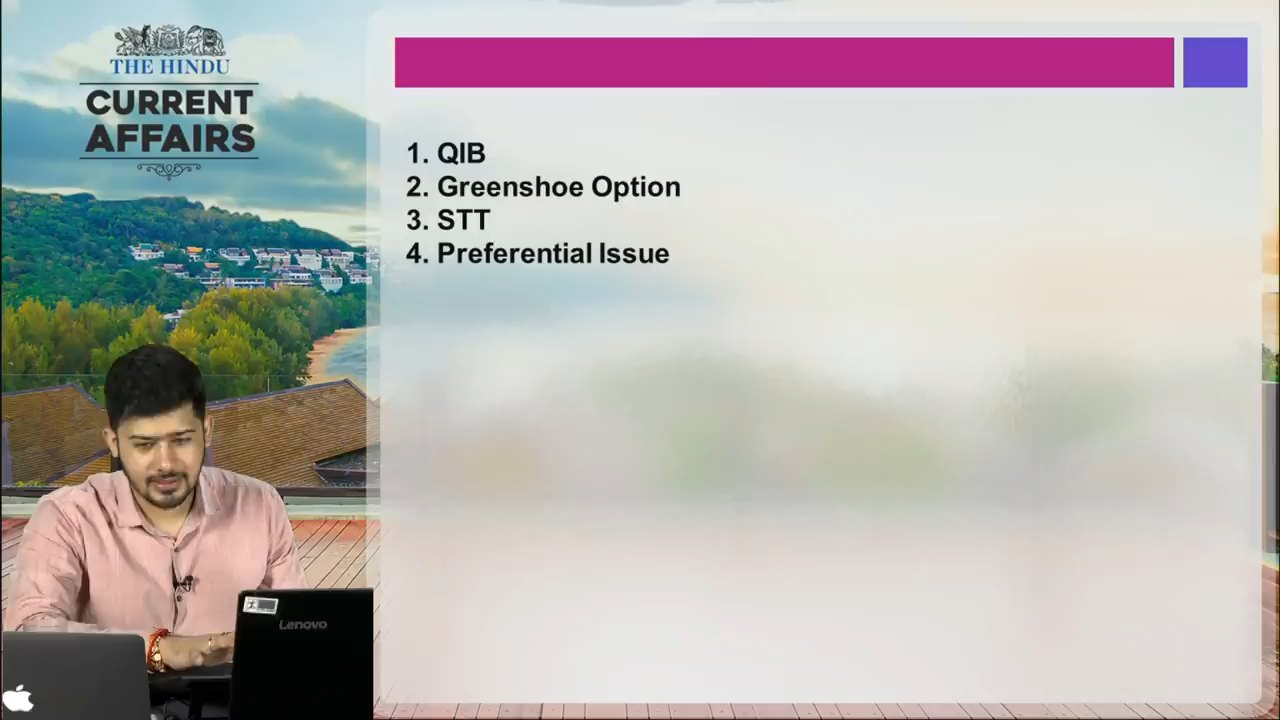 THE HINDU
CURRENT
AFFAIRS
1. QIB
2. Greenshoe Option
3. STT
4. Preferential Issue
Lenovo